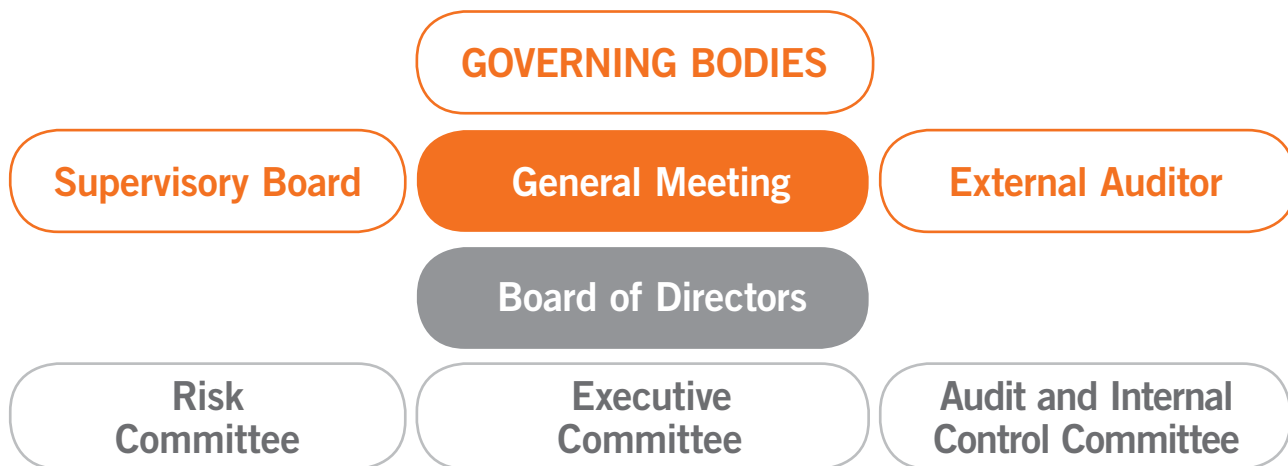 GOVERNING BODIES
Supervisory Board
General Meeting
External Auditor
Board of Directors
Risk
Committee
Executive
Committee
Audit and Internal
Control Committee